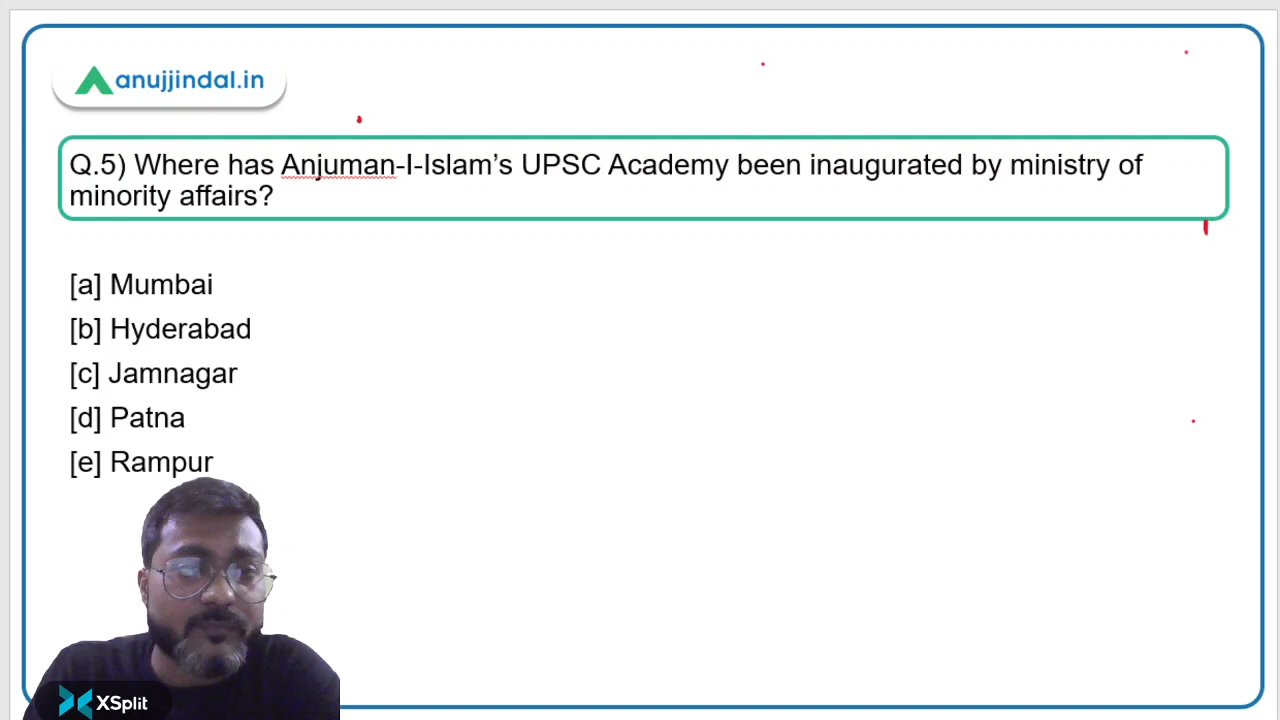 anujjindal.in
Q.5) Where has Anjuman-I-Islam’s UPSC Academy been inaugurated by ministry of
minority affairs?
[a] Mumbai
[b] Hyderabad
[c] Jamnagar
[d] Patna
[e] Rampur
XSplit